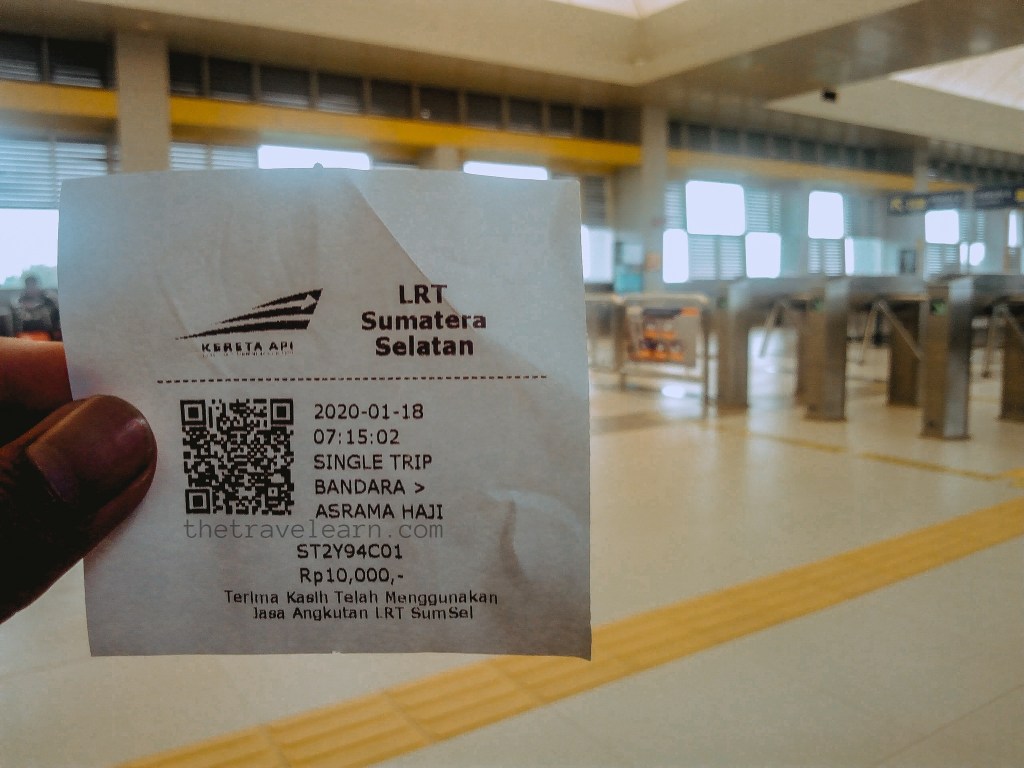 KERETA API
LRT
Sumatera
Selatan
2020-01-18
07:15:02
SINGLE TRIP
BANDARA >
ASRAMA HAJI
thetravelearn.com
ST2Y94C01
Rp10,000,-
Terima Kasih Telah Menggunakan
Jasa Angkutan LRT SumSel